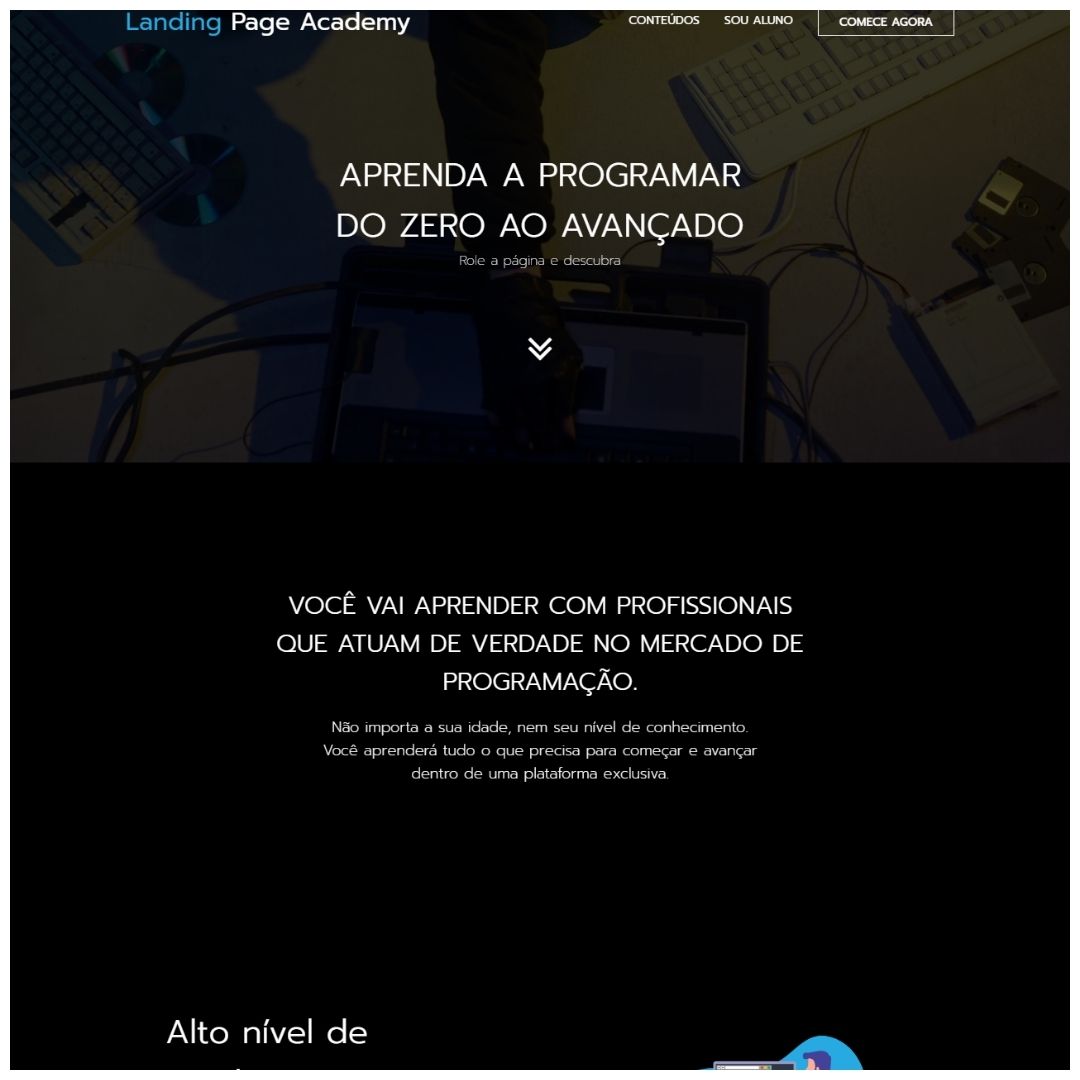 Landing Page Academy
CONTEÚDOS
SOU ALUNO
COMECE AGORA
APRENDA A PROGRAMAR
DO ZERO AO AVANÇADO
Role a página e descubra
VOCÊ VAI APRENDER COM PROFISSIONAIS
QUE ATUAM DE VERDADE NO MERCADO DE
PROGRAMAÇÃO.
Não importa a sua idade, nem seu nível de conhecimento.
Você aprenderá tudo o que precisa para começar e avançar
dentro de uma plataforma exclusiva.
Alto nível de